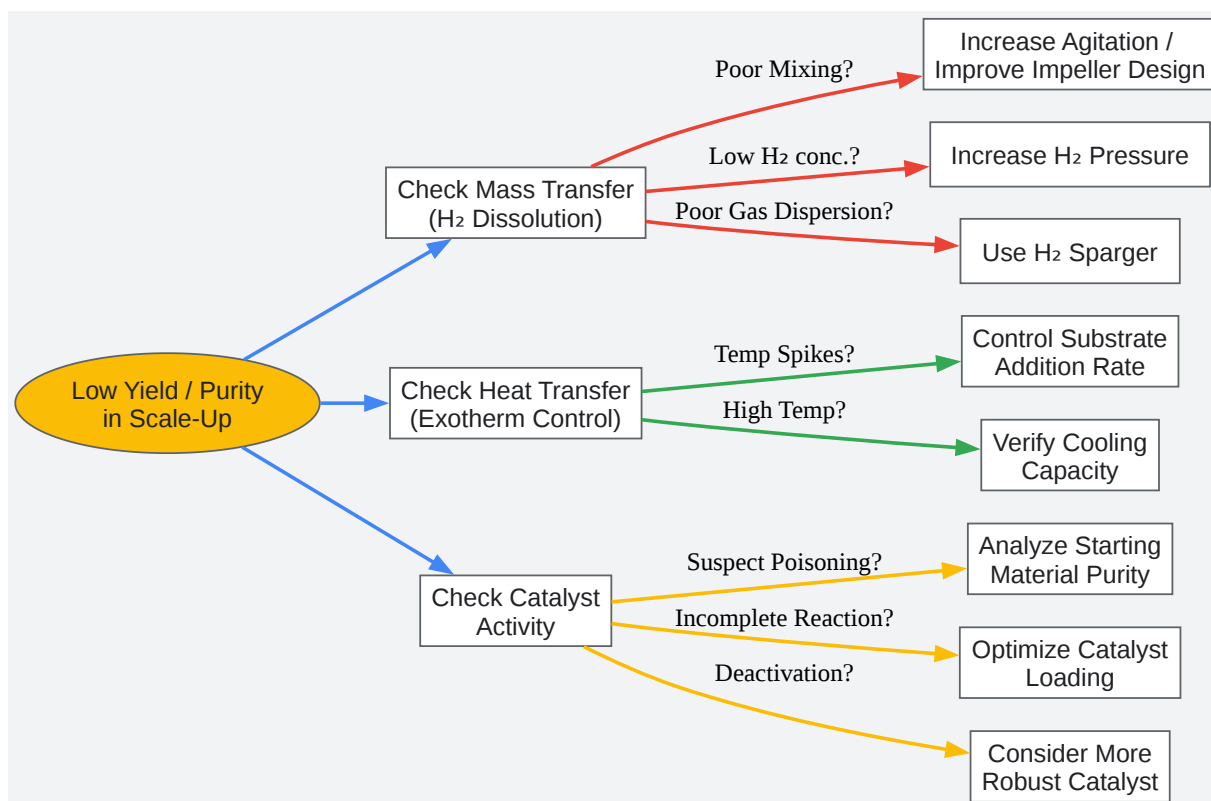 Low Yield / Purity
in Scale-Up
Check Mass Transfer
(H₂ Dissolution)
Poor Mixing?
Increase Agitation /
Improve Impeller Design
Low H₂ conc.?
Increase H₂ Pressure
Poor Gas Dispersion?
Use H₂ Sparger
Check Heat Transfer
(Exotherm Control)
Temp Spikes?
Control Substrate
Addition Rate
High Temp?
Verify Cooling
Capacity
Check Catalyst
Activity
Suspect Poisoning?
Analyze Starting
Material Purity
Incomplete Reaction?
Optimize Catalyst
Loading
Deactivation?
Consider More
Robust Catalyst